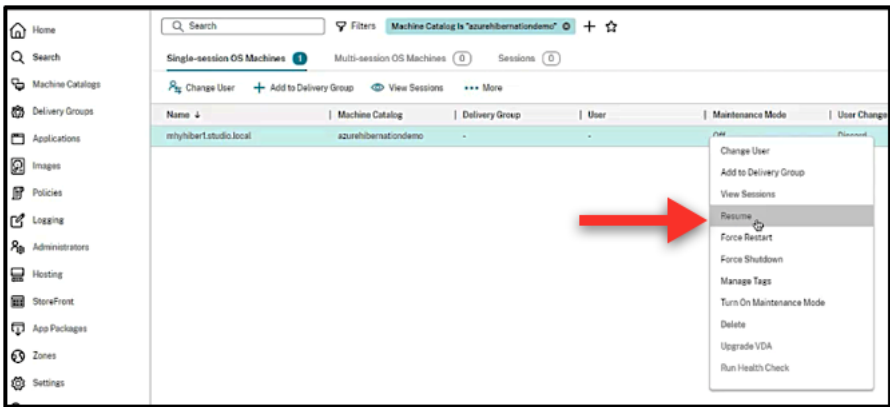 Home
Search
Machine Catalogs
Delivery Groups
Applications
Images
Policies
Logging
Administrators
Hosting
StoreFront
App Packages
Zones
Settings
Search
Filters
Machine Catalog Is "azurehibernationdemo"
Single-session OS Machines 1
Multi-session OS Machines 0
Sessions 0
Change User
Add to Delivery Group
View Sessions
More
Name
Machine Catalog
Delivery Group
User
Maintenance Mode
User Change
mhyhiber1.studio.local
azurehibernationdemo
-
-
Off
Discard
Change User
Add to Delivery Group
View Sessions
Resume
Force Restart
Force Shutdown
Manage Tags
Turn On Maintenance Mode
Delete
Upgrade VDA
Run Health Check